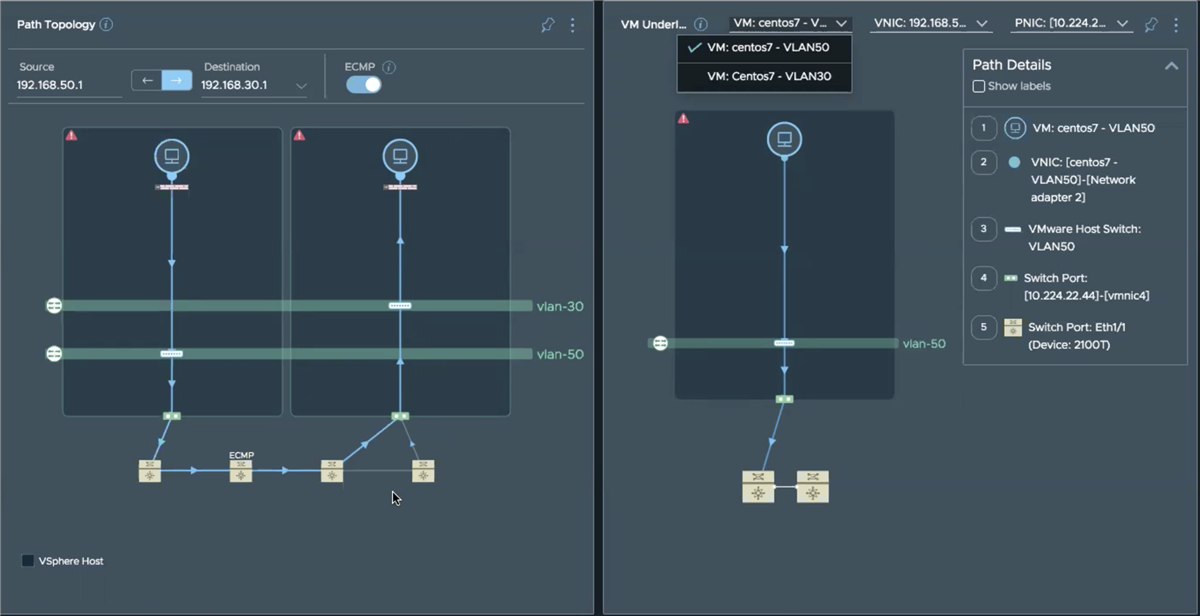 Path Topology
Source
192.168.50.1
Destination
192.168.30.1
ECMP
vlan-30
vlan-50
ECMP
VSphere Host
VM Underl...
VM: centos7 - V...
VNIC: 192.168.5...
PNIC: [10.224.2...
VM: centos7 - VLAN50
VM: Centos7 - VLAN30
vlan-50
Path Details
Show labels
1
VM: centos7 - VLAN50
2
VNIC: [centos7 -
VLAN50]-[Network
adapter 2]
3
VMware Host Switch:
VLAN50
4
Switch Port:
[10.224.22.44]-[vmnic4]
5
Switch Port: Eth1/1
(Device: 2100T)